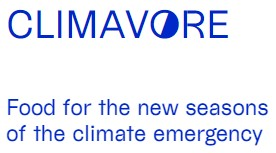 CLIMAVORE
Food for the new seasons
of the climate emergency